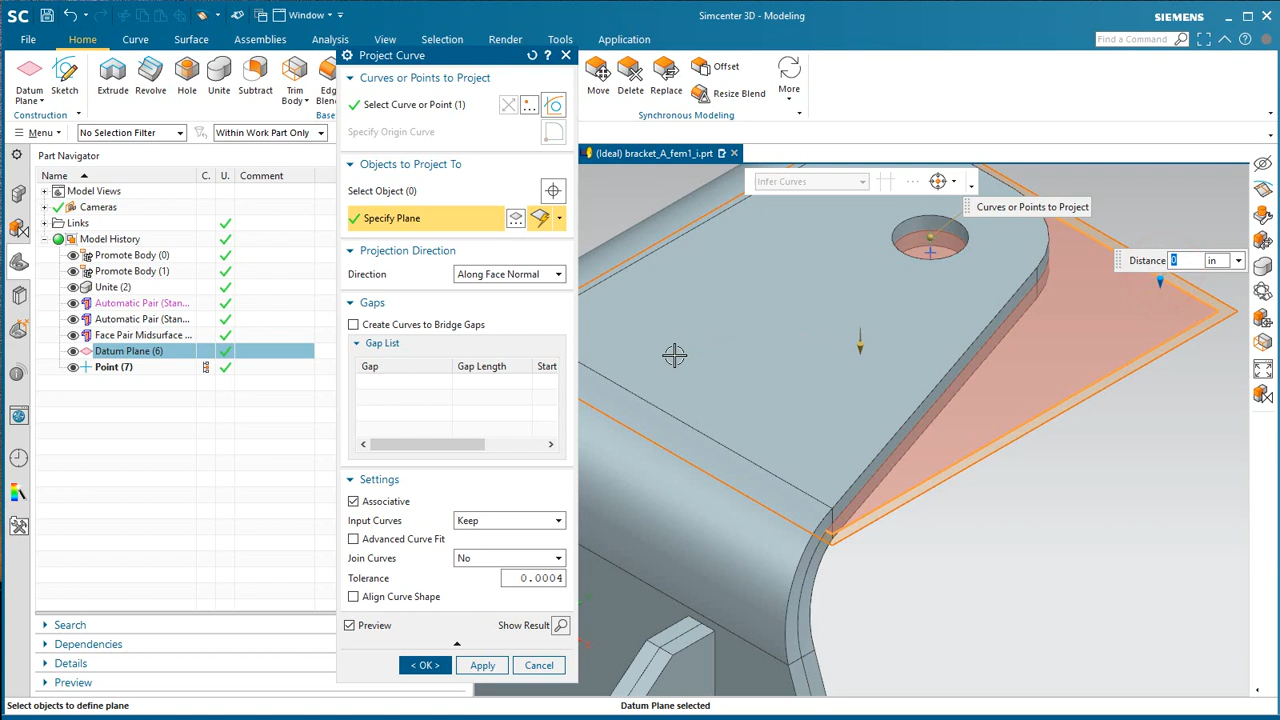 SC
Window
Simcenter 3D - Modeling
SIEMENS
File
Home
Curve
Surface
Assemblies
Analysis
View
Selection
Render
Tools
Application
Find a Command
Datum
Plane
Sketch
Extrude
Revolve
Hole
Unite
Subtract
Trim
Body
Edge
Blen
Construction
Base
Project Curve
Move
Delete
Replace
Offset
Resize Blend
More
Synchronous Modeling
Menu
No Selection Filter
Within Work Part Only
Part Navigator
Name
C.
U.
Comment
Model Views
Cameras
Links
Model History
Promote Body (0)
Promote Body (1)
Unite (2)
Automatic Pair (Stan...
Automatic Pair (Stan...
Face Pair Midsurface ...
Datum Plane (6)
Point (7)
Search
Dependencies
Details
Preview
Curves or Points to Project
Select Curve or Point (1)
Specify Origin Curve
Objects to Project To
Select Object (0)
Specify Plane
Projection Direction
Direction
Along Face Normal
Gaps
Create Curves to Bridge Gaps
Gap List
Gap
Gap Length
Start
Settings
Associative
Input Curves
Keep
Advanced Curve Fit
Join Curves
No
Tolerance
0.0004
Align Curve Shape
Preview
Show Result
< OK >
Apply
Cancel
(Ideal) bracket_A_fem1_i.prt
Infer Curves
Curves or Points to Project
Distance
0
in
Select objects to define plane
Datum Plane selected